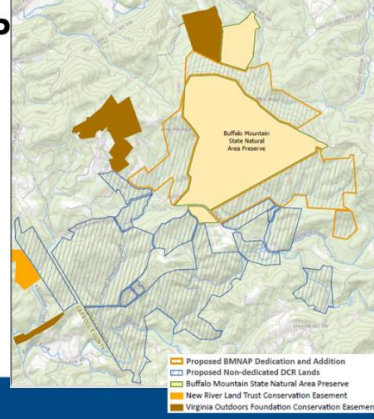 P
Buffalo Mountain
State Natural
Area Preserve
Proposed BMNAP Dedication and Addition
Proposed Non-dedicated DCR Lands
Buffalo Mountain State Natural Area Preserve
New River Land Trust Conservation Easement
Virginia Outdoors Foundation Conservation Easemen